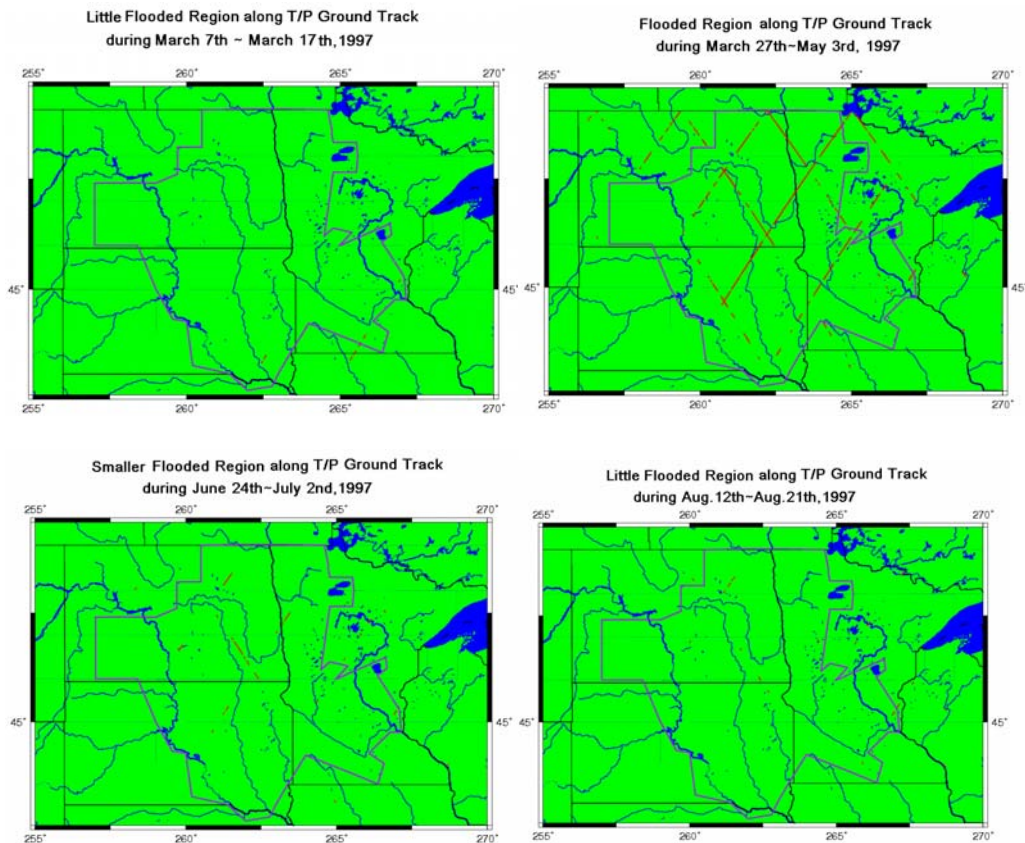 Little Flooded Region along T/P Ground Track
during March 7th ~ March 17th,1997
255° 260° 265° 270°
45°
255° 260° 265° 270°
Flooded Region along T/P Ground Track
during March 27th~May 3rd, 1997
255° 260° 265° 270°
45° 45°
255° 260° 265° 270°
Smaller Flooded Region along T/P Ground Track
during June 24th~July 2nd,1997
255° 260° 265° 270°
45° 45°
255° 260° 265° 270°
Little Flooded Region along T/P Ground Track
during Aug.12th~Aug.21th,1997
255° 260° 265° 270°
45°
255° 260° 265° 270°